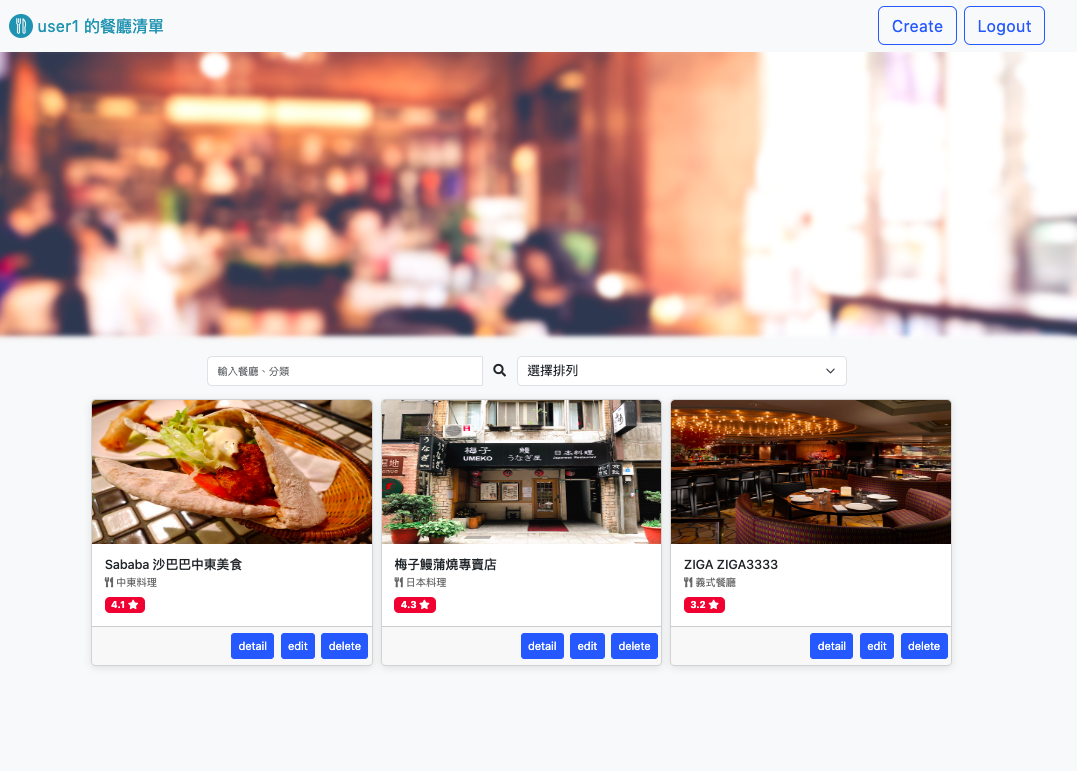 user1 的餐廳清單
Create
Logout
輸入餐廳、分類
選擇排列
梅子
UMEKO
鰻
うなぎ屋
日本料理
Japanese Restaurant
うなぎ
Sababa 沙巴巴中東美食
中東料理
4.1
detail
edit
delete
梅子鰻蒲燒專賣店
日本料理
4.3
detail
edit
delete
ZIGA ZIGA3333
義式餐廳
3.2
detail
edit
delete